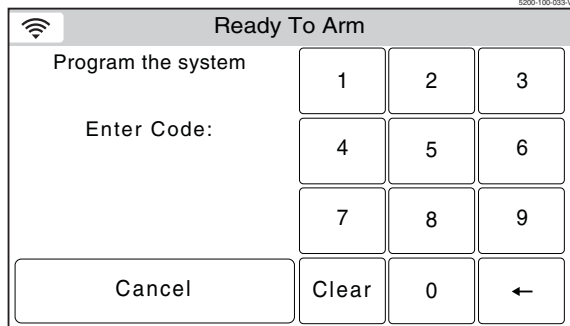 5200-100-033-V
Ready To Arm
Program the system
Enter Code:
1 2 3
4 5 6
7 8 9
Cancel
Clear 0 ←